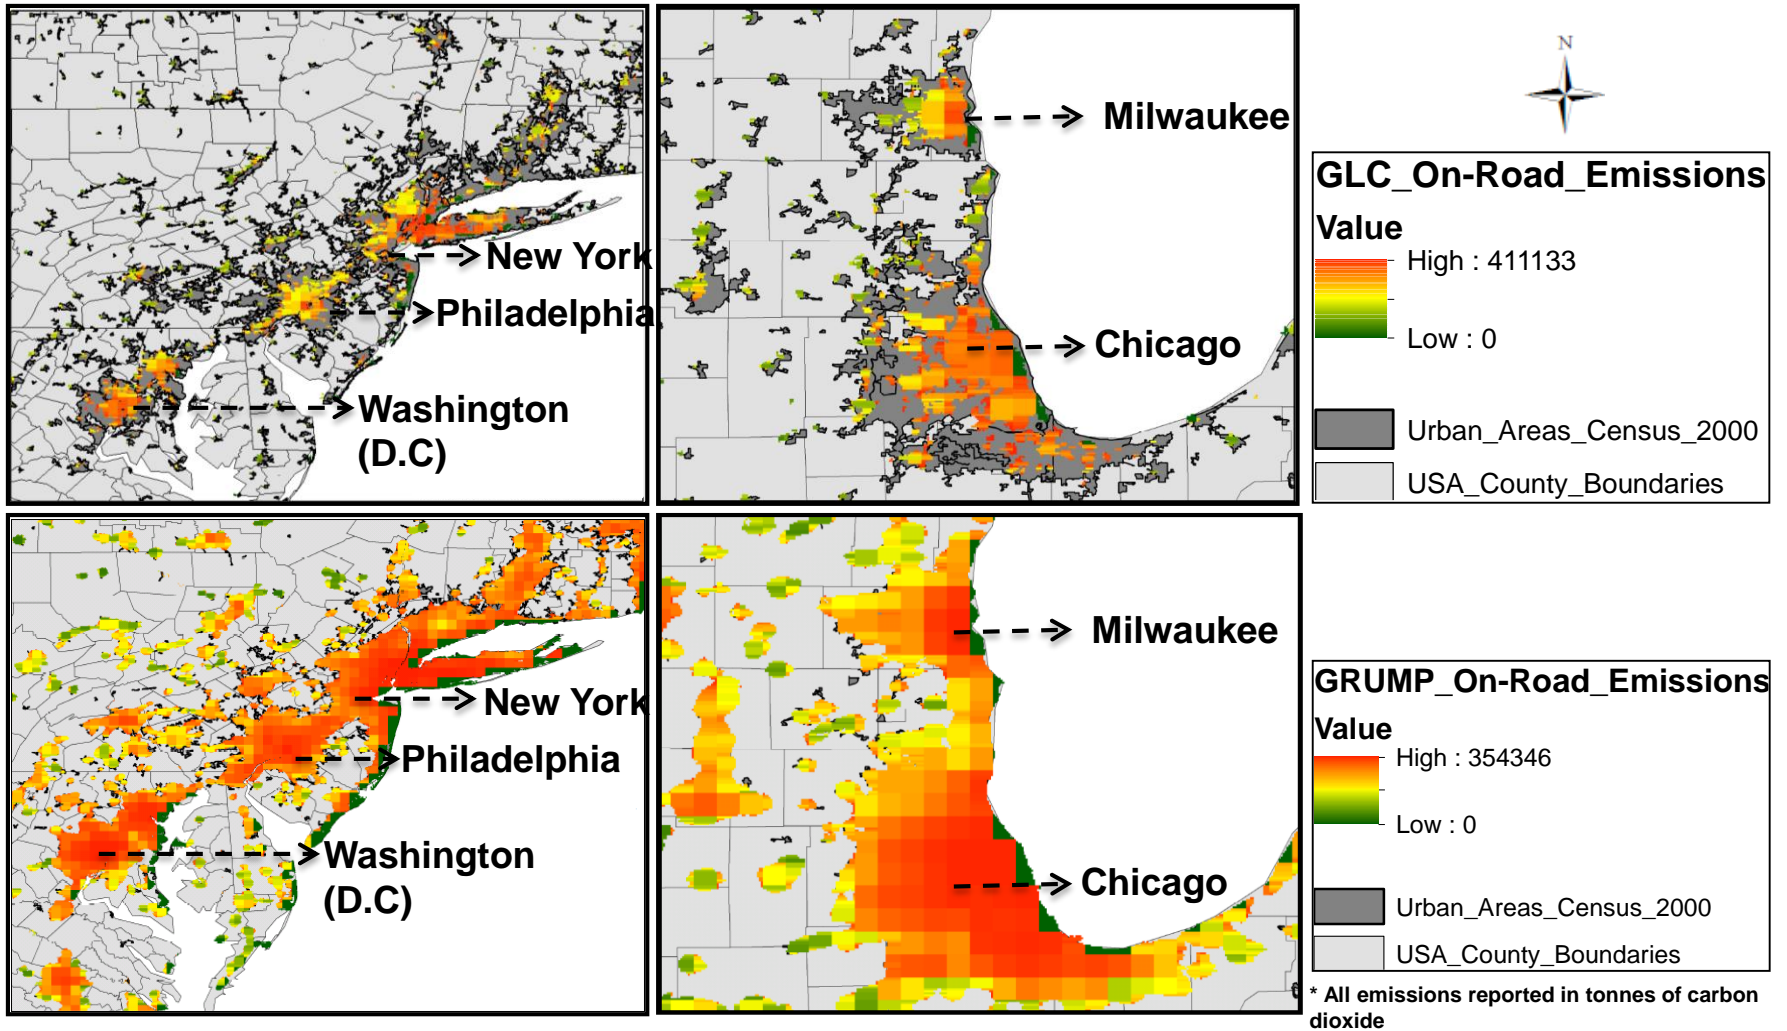 New York
Philadelphia
Washington
(D.C)
Milwaukee
Chicago
N
GLC_On-Road_Emissions
Value
High : 411133
Low : 0
Urban_Areas_Census_2000
USA_County_Boundaries
New York
Philadelphia
Washington
(D.C)
Milwaukee
Chicago
GRUMP_On-Road_Emissions
Value
High : 354346
Low : 0
Urban_Areas_Census_2000
USA_County_Boundaries
* All emissions reported in tonnes of carbon
dioxide